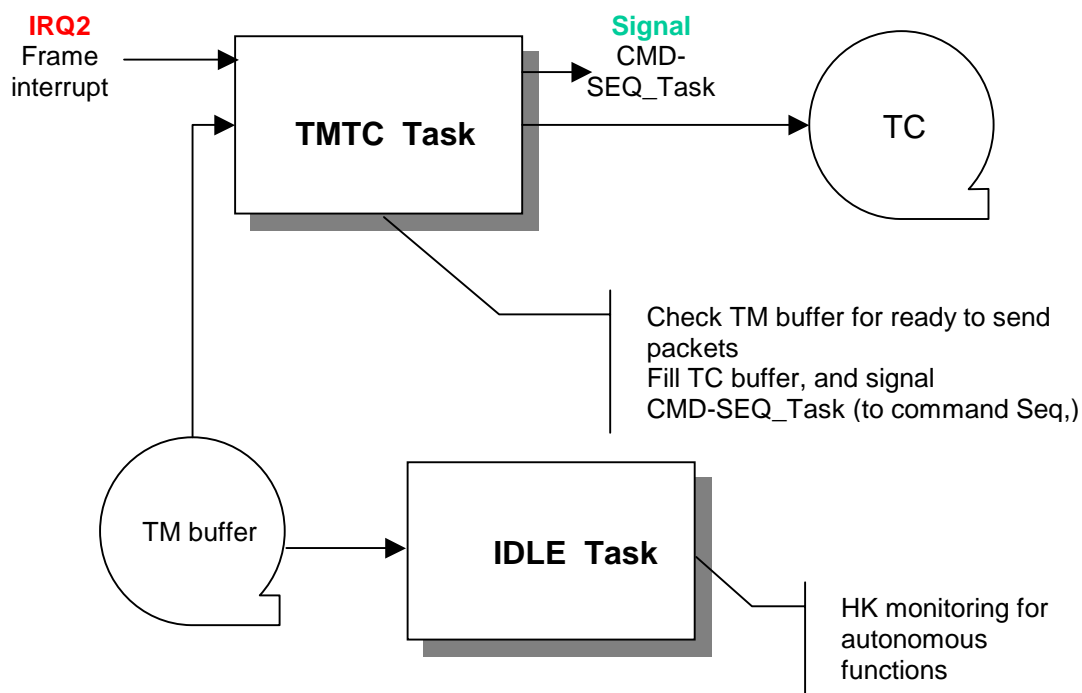 IRQ2
Frame
interrupt
Signal
CMD-
SEQ_Task
TMTC Task
TC
Check TM buffer for ready to send
packets
Fill TC buffer, and signal
CMD-SEQ_Task (to command Seq,)
TM buffer
IDLE Task
HK monitoring for
autonomous
functions